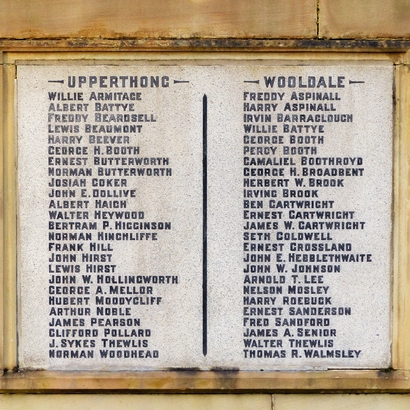 UPPERTHONG
WILLIE ARMITAGE
ALBERT BATTYE
FREDDY BEARDSELL
LEWIS BEAUMONT
HARRY BEEVER
GEORGE H. BOOTH
ERNEST BUTTERWORTH
NORMAN BUTTERWORTH
JOSIAH COKER
JOHN E. DOLLIVE
ALBERT HAIGH
WALTER HEYWOOD
BERTRAM P. HIGGINSON
NORMAN HINCHLIFFE
FRANK HILL
JOHN HIRST
LEWIS HIRST
JOHN W. HOLLINGWORTH
GEORGE A. MELLOR
HUBERT MOODYCLIFF
ARTHUR NOBLE
JAMES PEARSON
CLIFFORD POLLARD
J. SYKES THEWLIS
NORMAN WOODHEAD
WOOLDALE
FREDDY ASPINALL
HARRY ASPINALL
IRVIN BARRACLOUGH
WILLIE BATTYE
GEORGE BOOTH
PERCY BOOTH
GAMALIEL BOOTHROYD
GEORGE H. BROADBENT
HERBERT W. BROOK
IRVING BROOK
BEN CARTWRIGHT
ERNEST CARTWRIGHT
JAMES W. CARTWRIGHT
SETH COLDWELL
ERNEST CROSSLAND
JOHN E. HEBBLETHWAITE
JOHN W. JOHNSON
ARNOLD T. LEE
NELSON MOSLEY
HARRY ROEBUCK
ERNEST SANDERSON
FRED SANDFORD
JAMES A. SENIOR
WALTER THEWLIS
THOMAS R. WALMSLEY